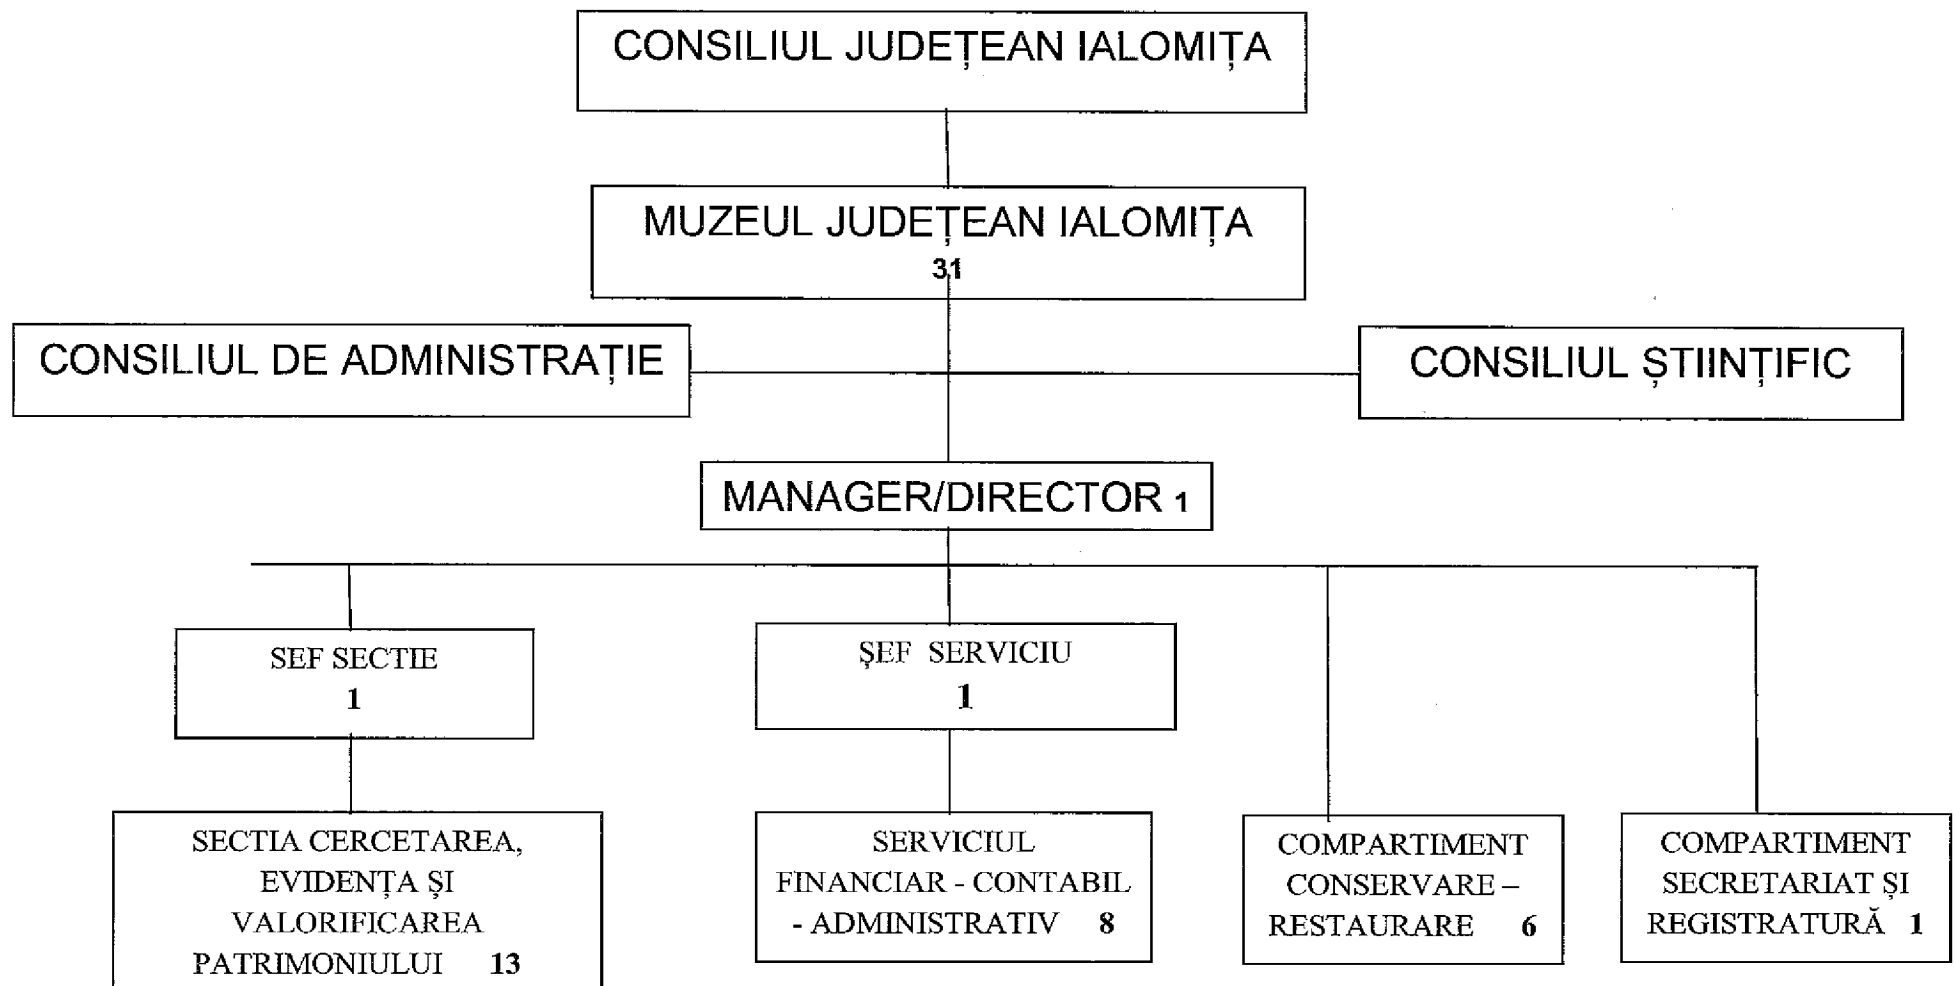 CONSILIUL JUDEȚEAN IALOMIȚA
MUZEUL JUDEȚEAN IALOMIȚA
31
CONSILIUL DE ADMINISTRAȚIE
CONSILIUL ȘTIINȚIFIC
MANAGER/DIRECTOR 1
SEF SECTIE
1
ȘEF SERVICIU
1
SECTIA CERCETAREA,
EVIDENȚA ȘI
VALORIFICAREA
PATRIMONIULUI 13
SERVICIUL
FINANCIAR - CONTABIL
- ADMINISTRATIV 8
COMPARTIMENT
CONSERVARE –
RESTAURARE 6
COMPARTIMENT
SECRETARIAT ȘI
REGISTRATURĂ 1